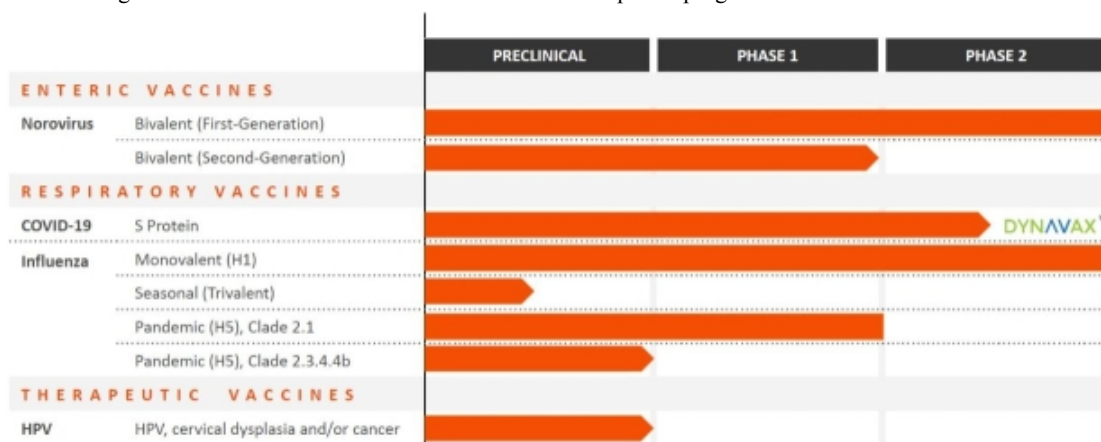 PRECLINICAL PHASE 1 PHASE 2
ENTERIC VACCINES
Norovirus Bivalent (First-Generation)
Bivalent (Second-Generation)
RESPIRATORY VACCINES
COVID-19 S Protein DYNAVAX
Influenza Monovalent (H1)
Seasonal (Trivalent)
Pandemic (H5), Clade 2.1
Pandemic (H5), Clade 2.3.4.4b
THERAPEUTIC VACCINES
HPV HPV, cervical dysplasia and/or cancer